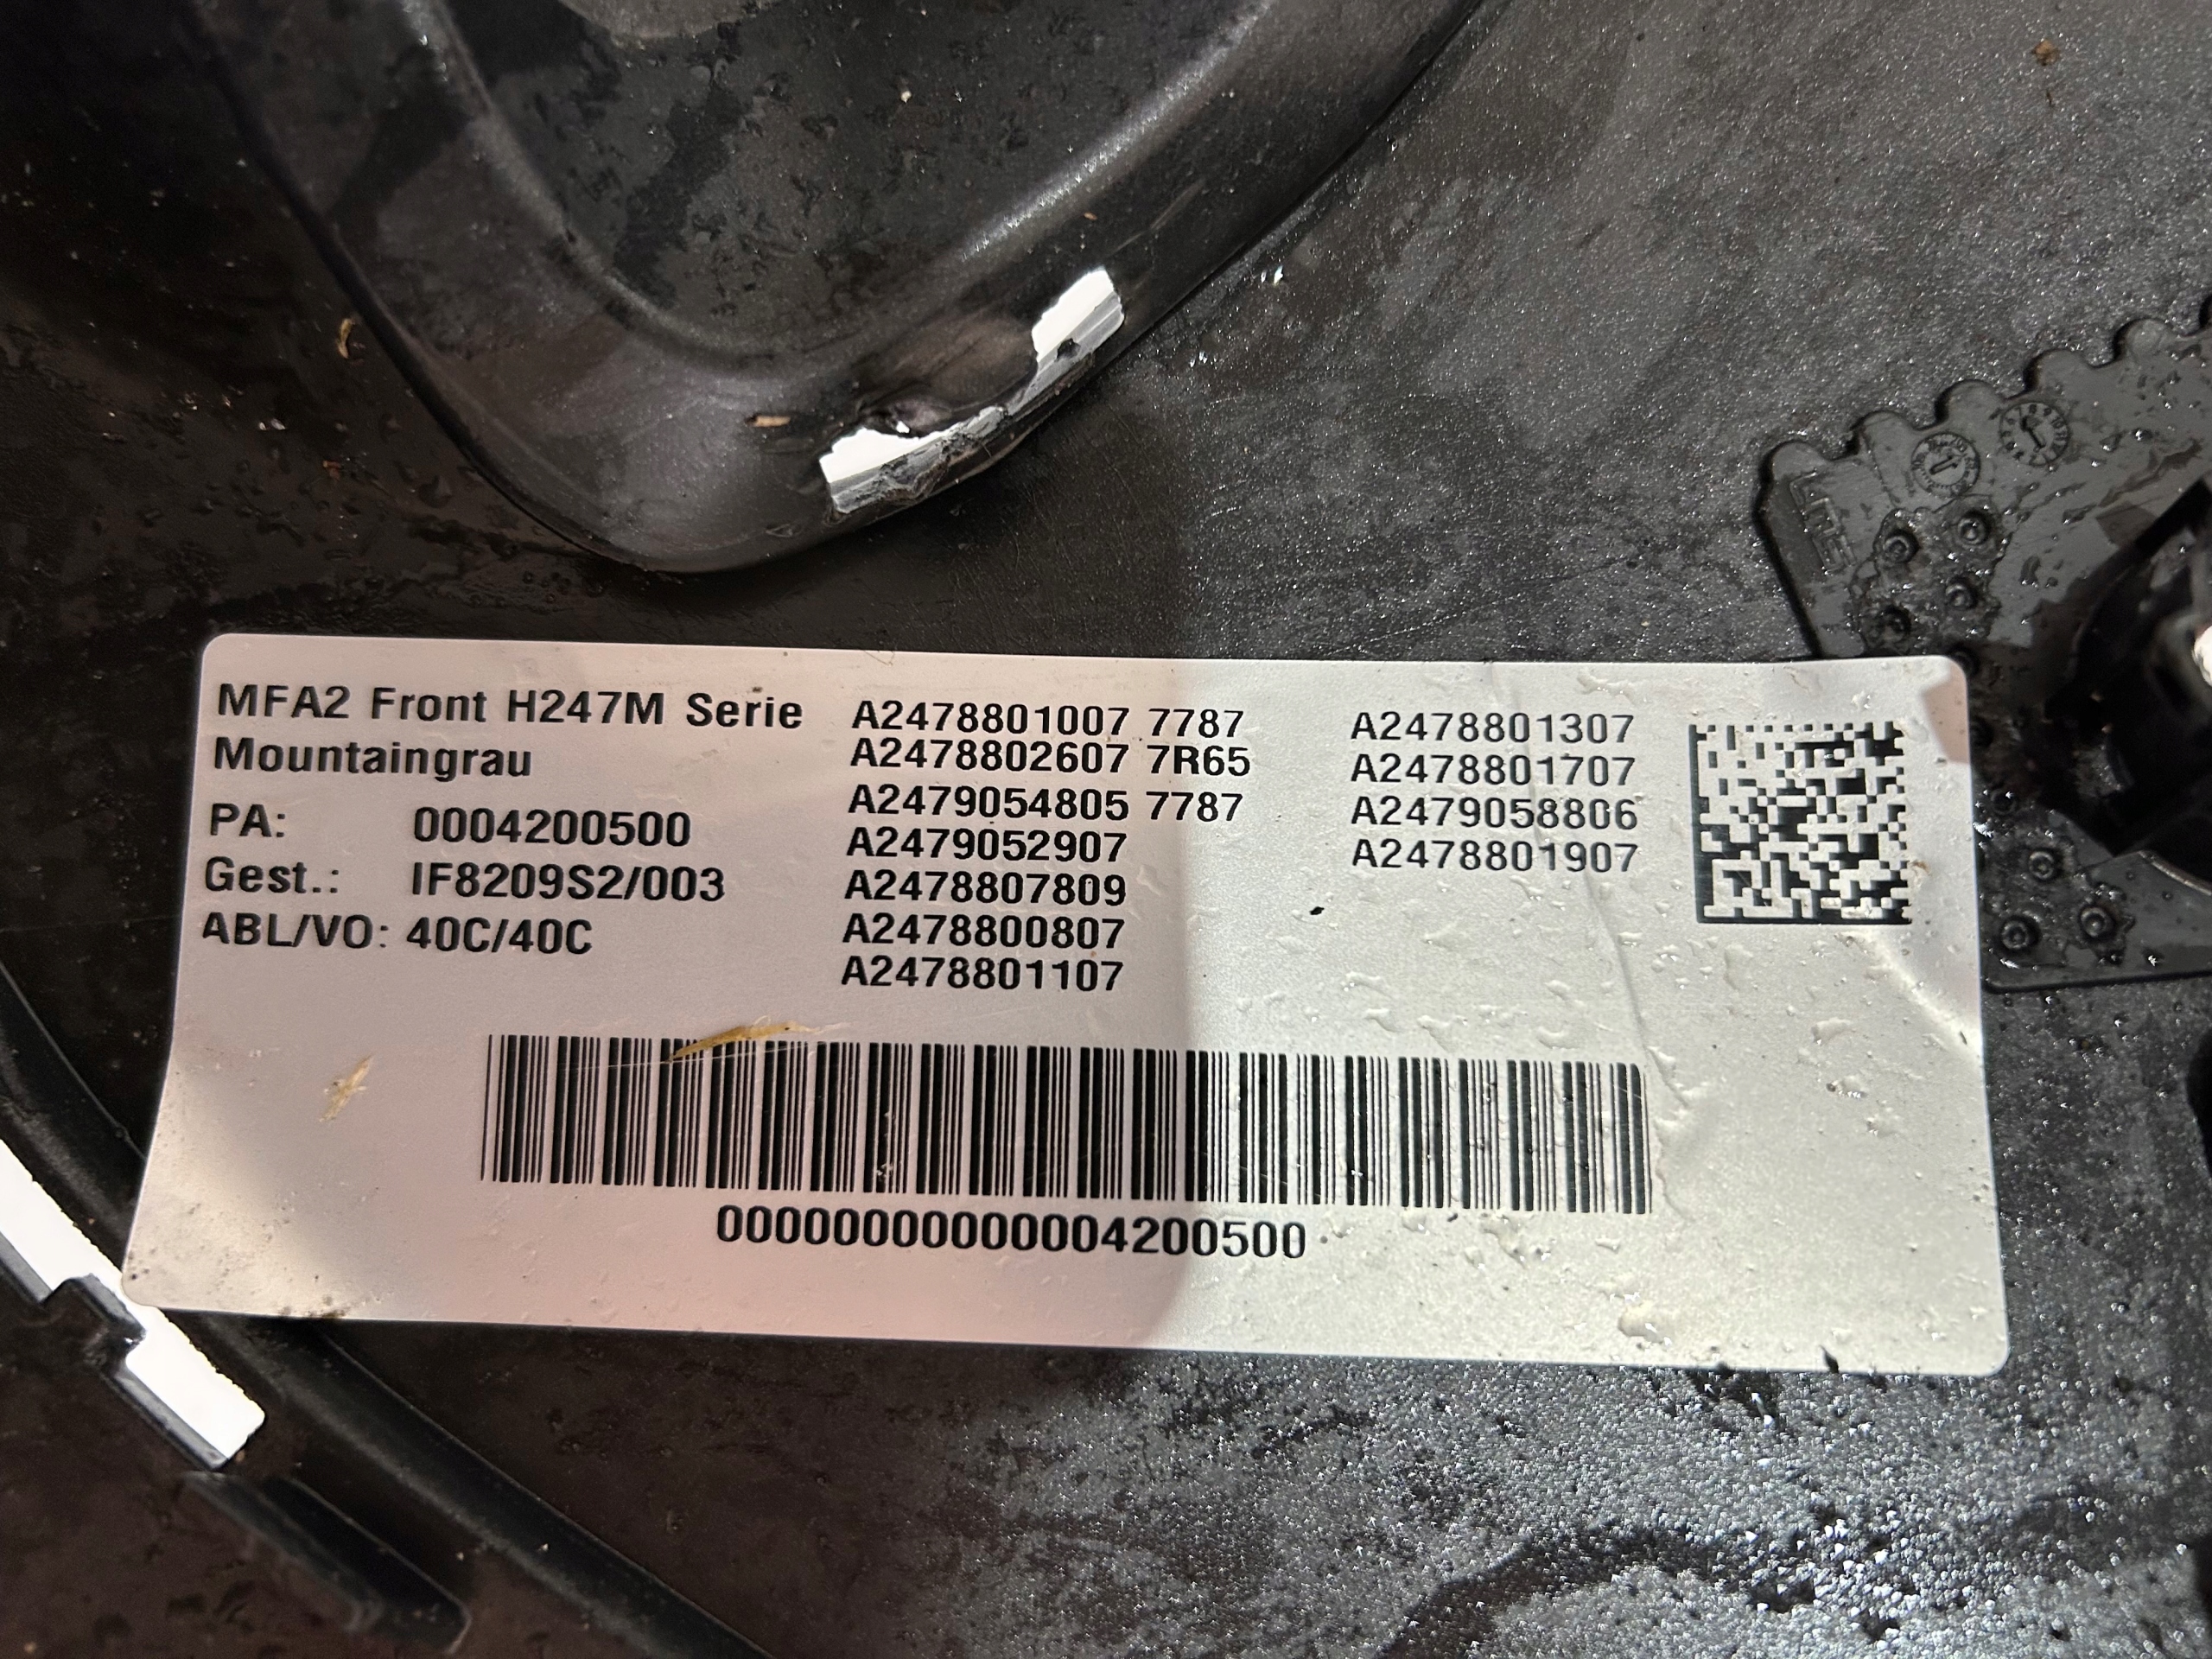 MFA2 Front H247M Serie
Mountaingrau
PA: 0004200500
Gest.: IF8209S2/003
ABL/VO: 40C/40C
A2478801007 7787
A2478802607 7R65
A2479054805 7787
A2479052907
A2478807809
A2478800807
A2478801107
A2478801307
A2478801707
A2479058806
A2478801907
000000000000004200500